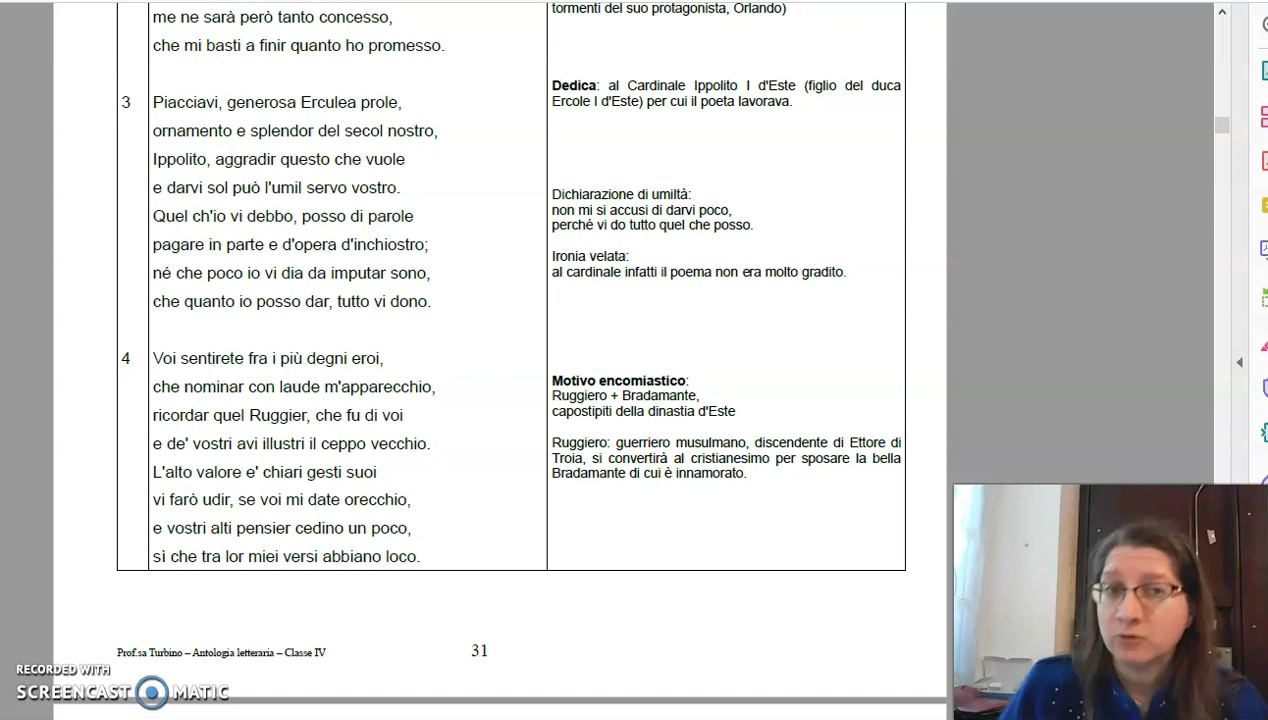 me ne sarà però tanto concesso,
che mi basti a finir quanto ho promesso.
tormenti del suo protagonista, Orlando)
3
Piacciavi, generosa Erculea prole,
ornamento e splendor del secol nostro,
Ippolito, aggradir questo che vuole
e darvi sol può l'umil servo vostro.
Quel ch'io vi debbo, posso di parole
pagare in parte e d'opera d'inchiostro;
né che poco io vi dia da imputar sono,
che quanto io posso dar, tutto vi dono.
Dedica: al Cardinale Ippolito I d'Este (figlio del duca
Ercole I d'Este) per cui il poeta lavorava.
Dichiarazione di umiltà:
non mi si accusi di darvi poco,
perché vi do tutto quel che posso.
Ironia velata:
al cardinale infatti il poema non era molto gradito.
4
Voi sentirete fra i più degni eroi,
che nominar con laude m'apparecchio,
ricordar quel Ruggier, che fu di voi
e de' vostri avi illustri il ceppo vecchio.
L'alto valore e' chiari gesti suoi
vi farò udir, se voi mi date orecchio,
e vostri alti pensier cedino un poco,
sì che tra lor miei versi abbiano loco.
Motivo encomiastico:
Ruggiero + Bradamante,
capostipiti della dinastia d'Este
Ruggiero: guerriero musulmano, discendente di Ettore di
Troia, si convertirà al cristianesimo per sposare la bella
Bradamante di cui è innamorato.
Prof.sa Turbino – Antologia letteraria – Classe IV
31
RECORDED WITH
SCREENCAST MATIC